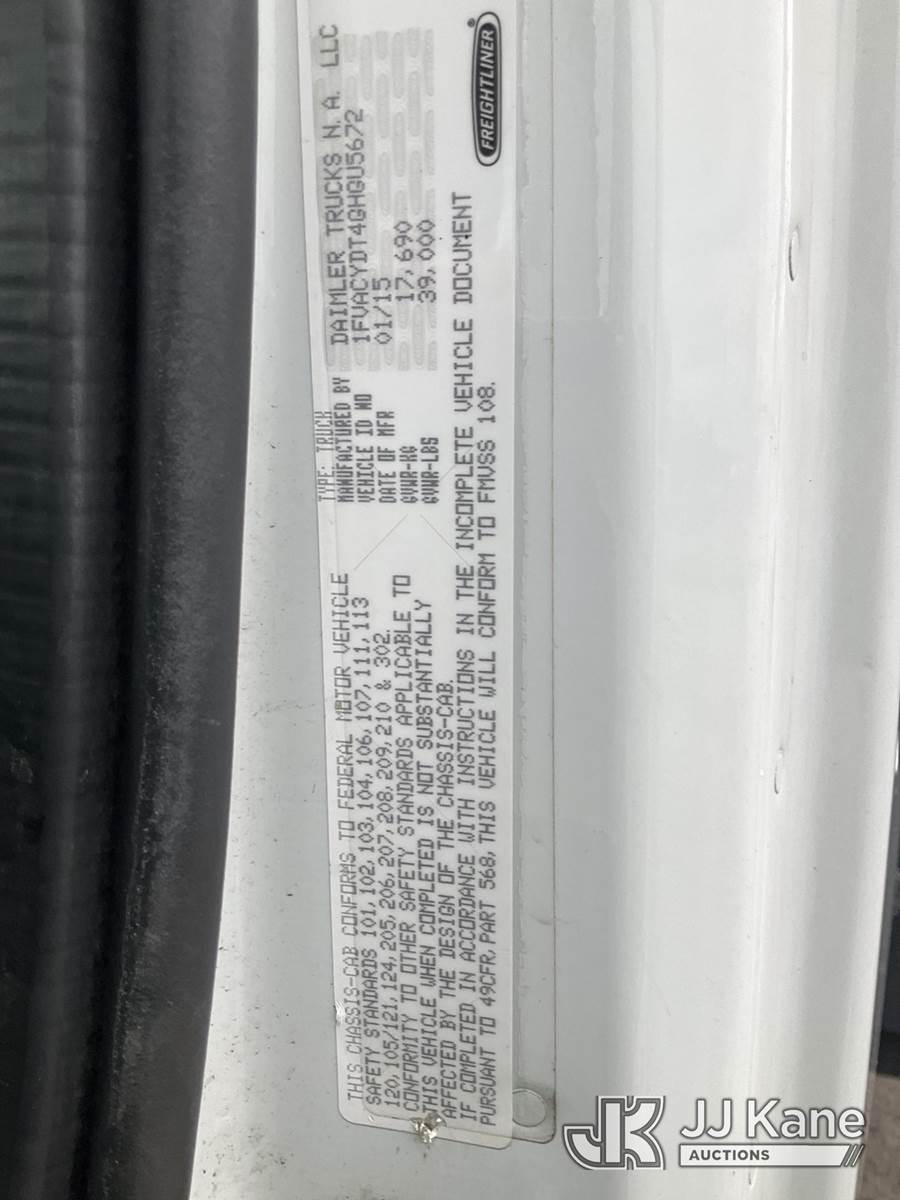 THIS CHASSIS-CAB CONFORMS TO FEDERAL MOTOR VEHICLE
SAFETY STANDARDS 101, 102, 103, 104, 106, 107, 111, 113
120, 105/121, 124, 205, 206, 207, 208, 209, 210 & 302.
CONFORMITY TO OTHER SAFETY STANDARDS APPLICABLE TO
THIS VEHICLE WHEN COMPLETED IS NOT SUBSTANTIALLY
AFFECTED BY THE DESIGN OF THE CHASSIS-CAB.
IF COMPLETED IN ACCORDANCE WITH INSTRUCTIONS IN THE INCOMPLETE VEHICLE DOCUMENT
PURSUANT TO 49CFR, PART 568, THIS VEHICLE WILL CONFORM TO FMVSS 108.
TYPE: TRUCK
MANUFACTURED BY DAIMLER TRUCKS N. A. LLC
VEHICLE ID NO 1FVACYDT4GHGU5672
DATE OF MFR 01/15
GVWR-KG 17,690
GVWR-LBS 39,000
FREIGHTLINER®
JK JJ Kane
AUCTIONS